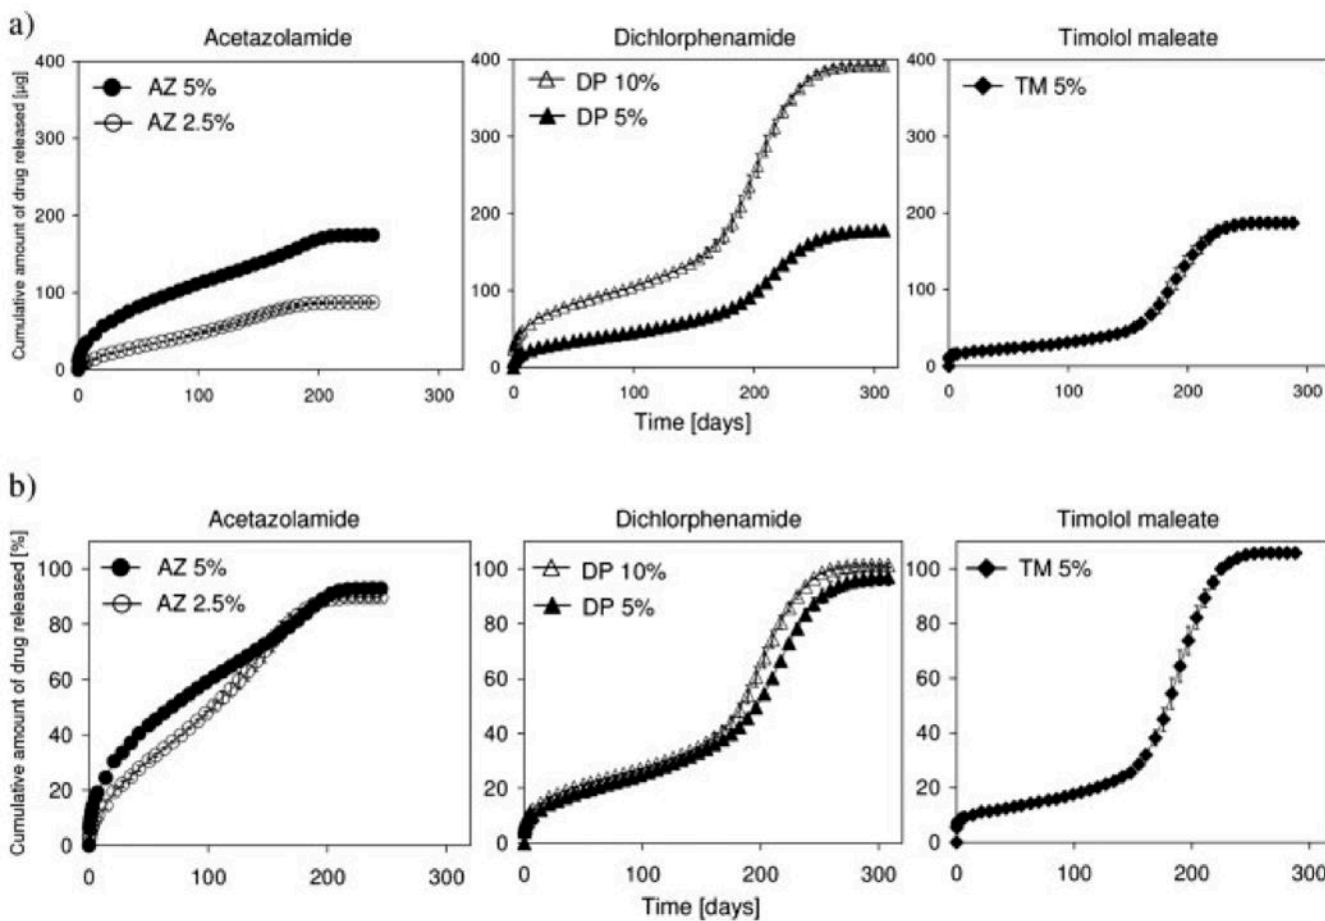 a)
Acetazolamide
Dichlorphenamide
Timolol maleate
Cumulative amount of drug released [µg]
400
300
200
100
0
AZ 5%
AZ 2.5%
0
100
200
300
400
300
200
100
0
DP 10%
DP 5%
0
100
200
300
400
300
200
100
0
TM 5%
0
100
200
300
Time [days]
b)
Acetazolamide
Dichlorphenamide
Timolol maleate
Cumulative amount of drug released [%]
100
80
60
40
20
0
AZ 5%
AZ 2.5%
0
100
200
300
100
80
60
40
20
0
DP 10%
DP 5%
0
100
200
300
100
80
60
40
20
0
TM 5%
0
100
200
300
Time [days]